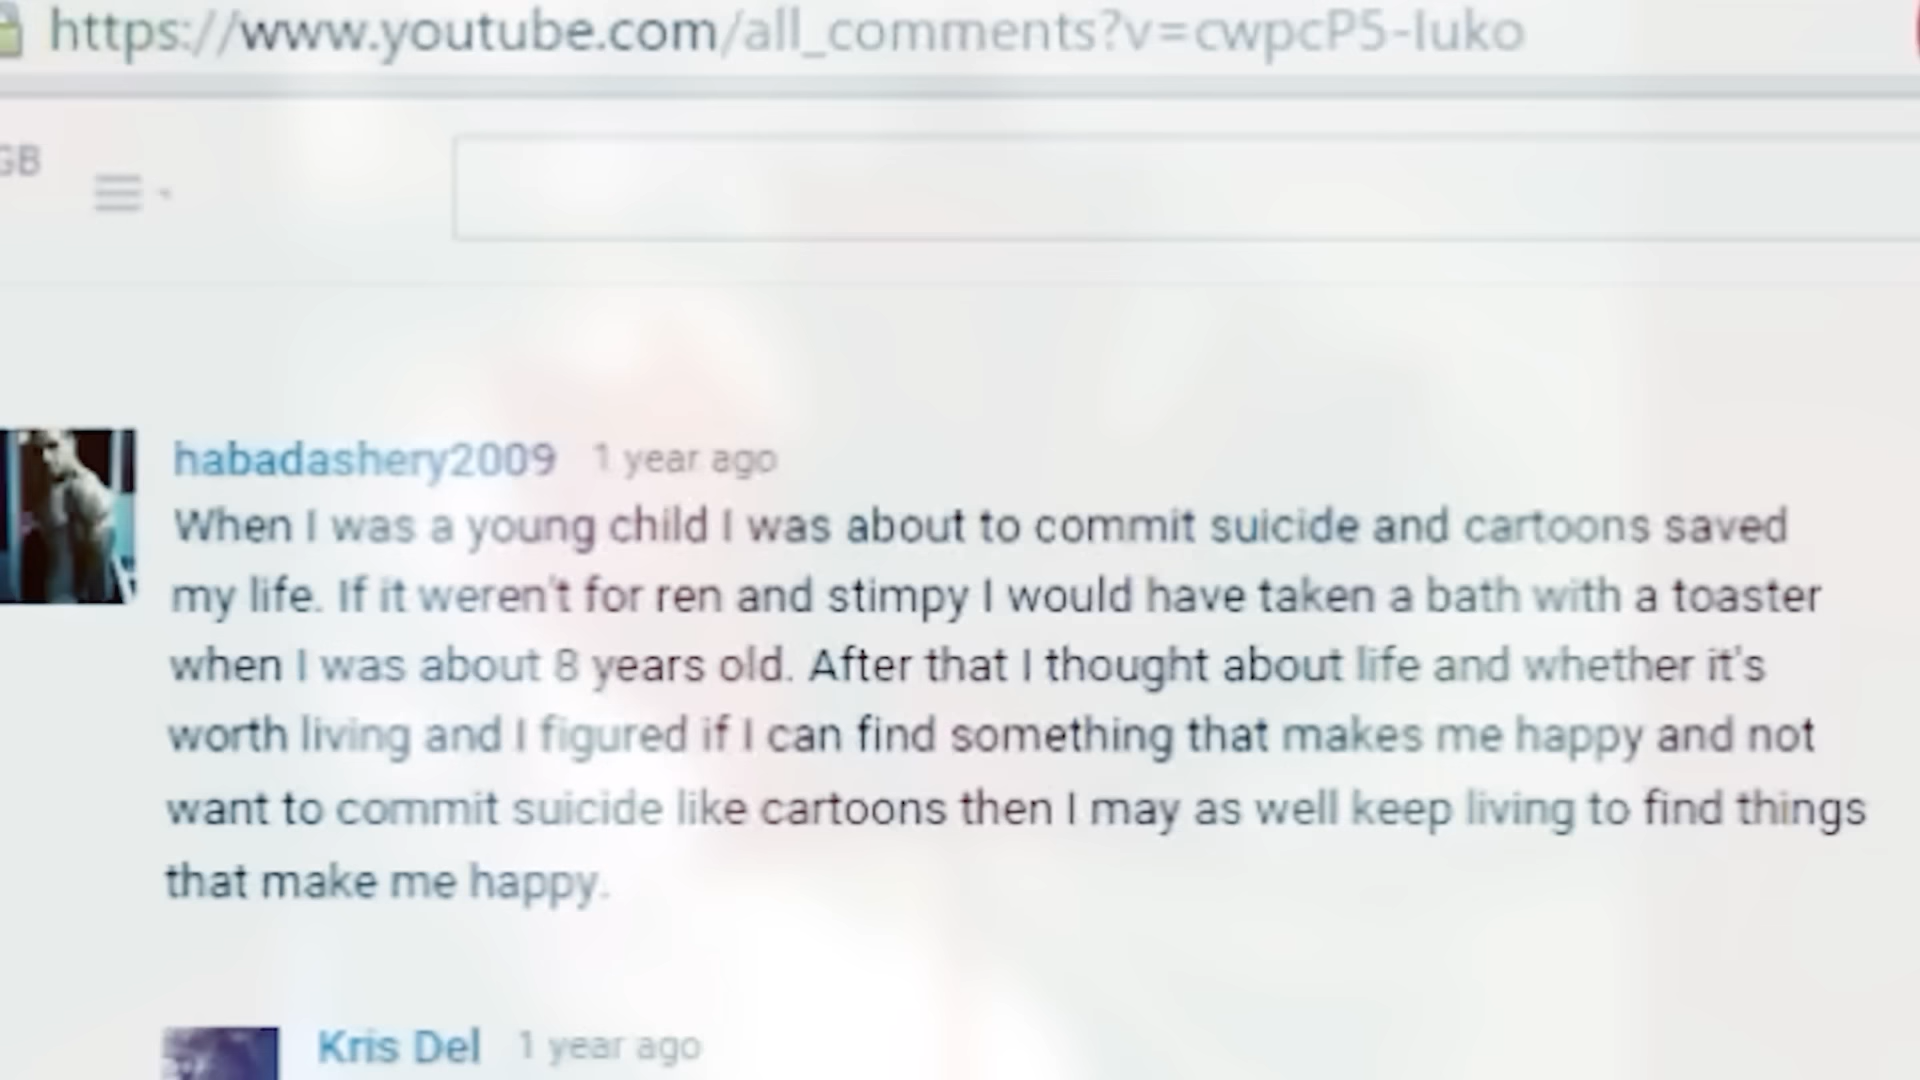 https://www.youtube.com/all_comments?v=cwpcP5-Iuko
GB
habadashery2009 1 year ago
When I was a young child I was about to commit suicide and cartoons saved
my life. If it weren't for ren and stimpy I would have taken a bath with a toaster
when I was about 8 years old. After that I thought about life and whether it's
worth living and I figured if I can find something that makes me happy and not
want to commit suicide like cartoons then I may as well keep living to find things
that make me happy.
Kris Del 1 year ago